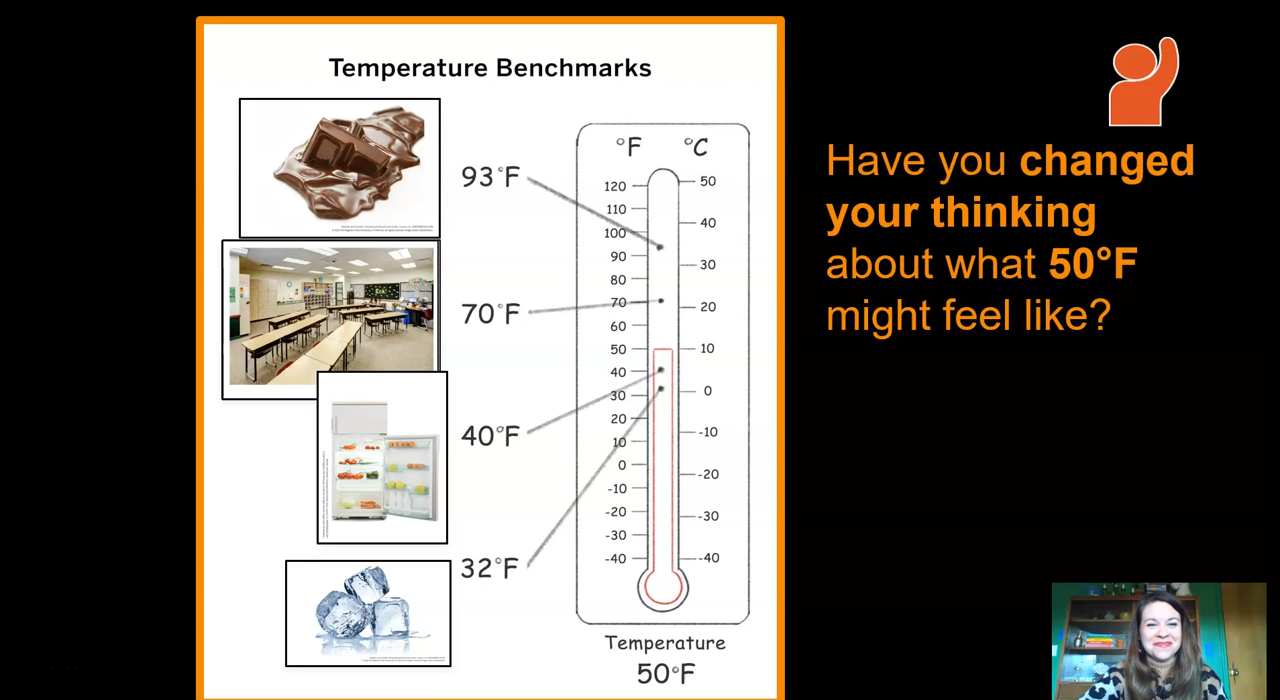 Temperature Benchmarks
°F °C
93°F
70°F
40°F
32°F
120
110
100
90
80
70
60
50
40
30
20
10
0
-10
-20
-30
-40
50
40
30
20
10
0
-10
-20
-30
-40
Temperature
50°F
Have you changed
your thinking
about what 50°F
might feel like?